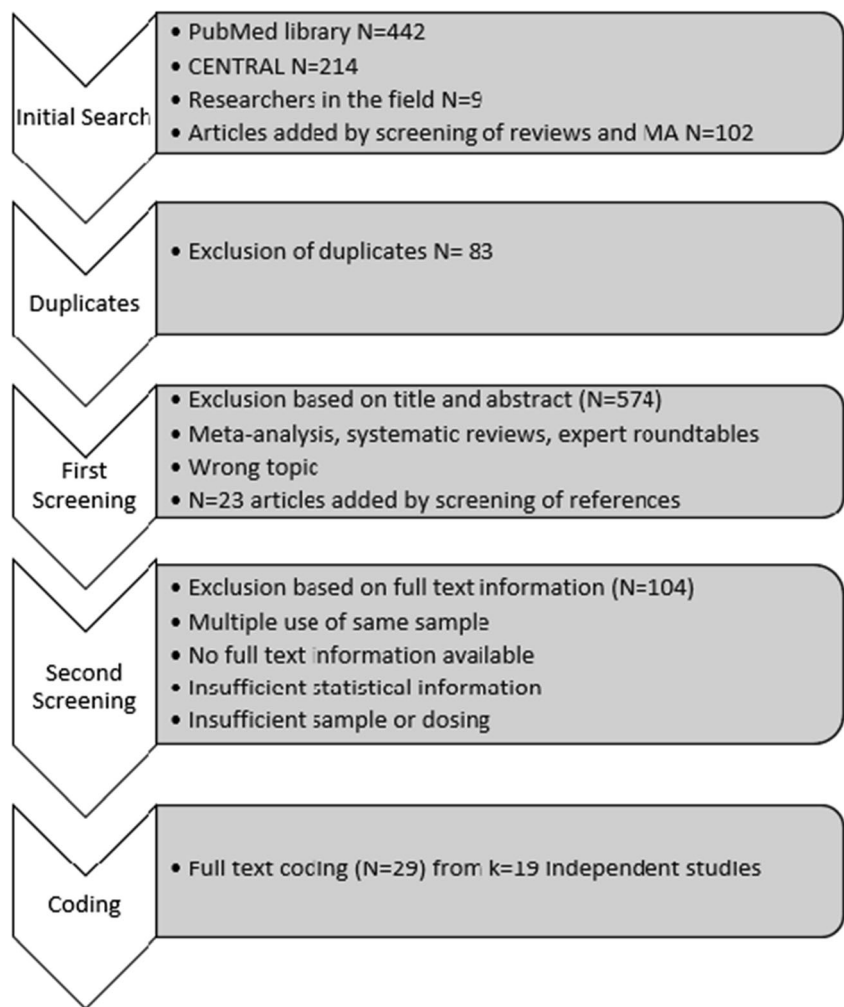 Initial Search
• PubMed library N=442
• CENTRAL N=214
• Researchers in the field N=9
• Articles added by screening of reviews and MA N=102
Duplicates
• Exclusion of duplicates N= 83
First
Screening
• Exclusion based on title and abstract (N=574)
• Meta-analysis, systematic reviews, expert roundtables
• Wrong topic
• N=23 articles added by screening of references
Second
Screening
• Exclusion based on full text information (N=104)
• Multiple use of same sample
• No full text information available
• Insufficient statistical information
• Insufficient sample or dosing
Coding
• Full text coding (N=29) from k=19 independent studies